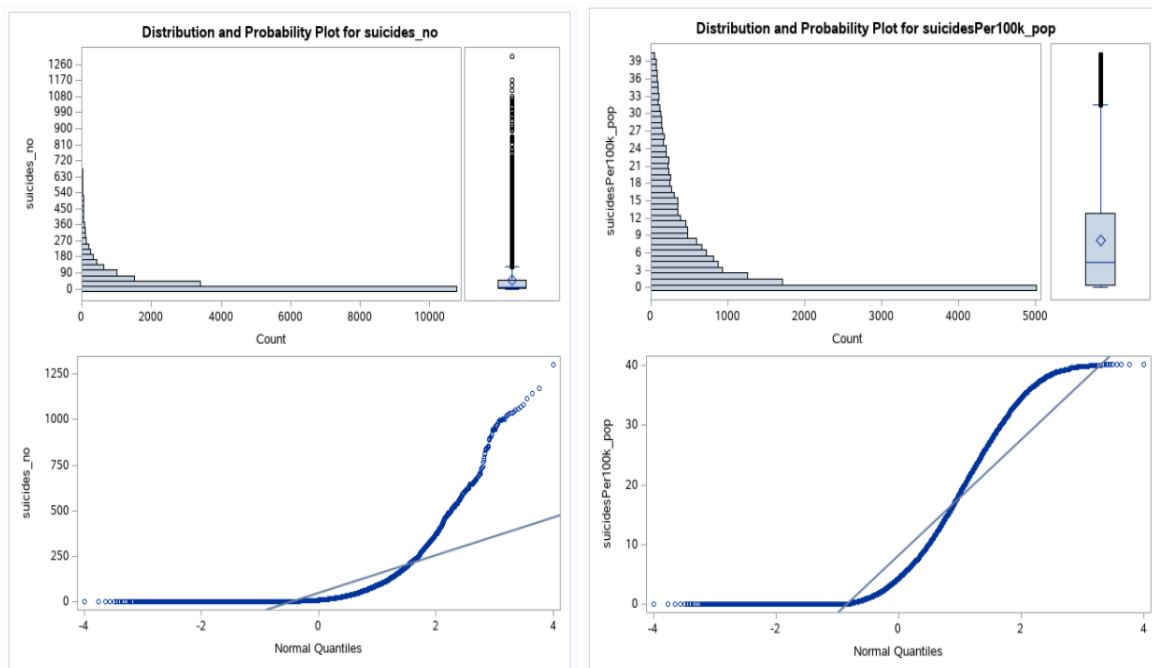 Distribution and Probability Plot for suicides_no
suicides_no
1260
1170
1080
990
900
810
720
630
540
450
360
270
180
90
0
0 2000 4000 6000 8000 10000
Count
suicides_no
1250
1000
750
500
250
0
-4 -2 0 2 4
Normal Quantiles
Distribution and Probability Plot for suicidesPer100k_pop
suicidesPer100k_pop
39
36
33
30
27
24
21
18
15
12
9
6
3
0
0 1000 2000 3000 4000 5000
Count
suicidesPer100k_pop
40
30
20
10
0
-4 -2 0 2 4
Normal Quantiles